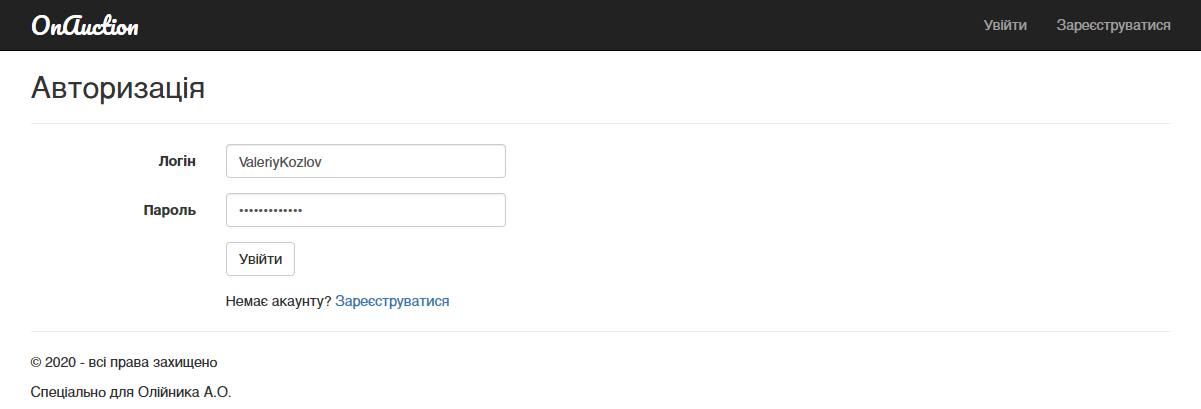 OnAuction
Увійти Зареєструватися
Авторизація
Логін ValeriyKozlov
Пароль •••••••••••••
Увійти
Немає акаунту? Зареєструватися
© 2020 - всі права захищено
Спеціально для Олійника А.О.